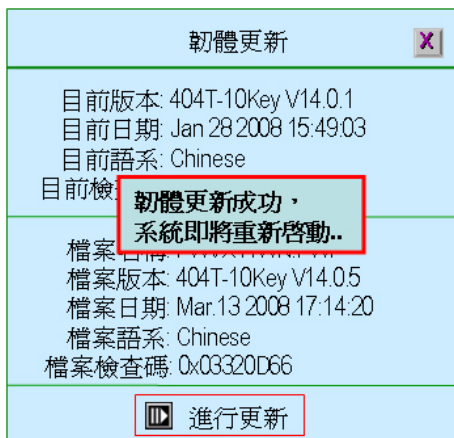 韌體更新
X
目前版本: 404T-10Key V14.0.1
目前日期: Jan 28 2008 15:49:03
目前語系: Chinese
目前檢
韌體更新成功，
系統即將重新啓動..
檔案
檔案版本: 404T-10Key V14.0.5
檔案日期: Mar.13 2008 17:14:20
檔案語系: Chinese
檔案檢查碼: 0x03320D66
進行更新